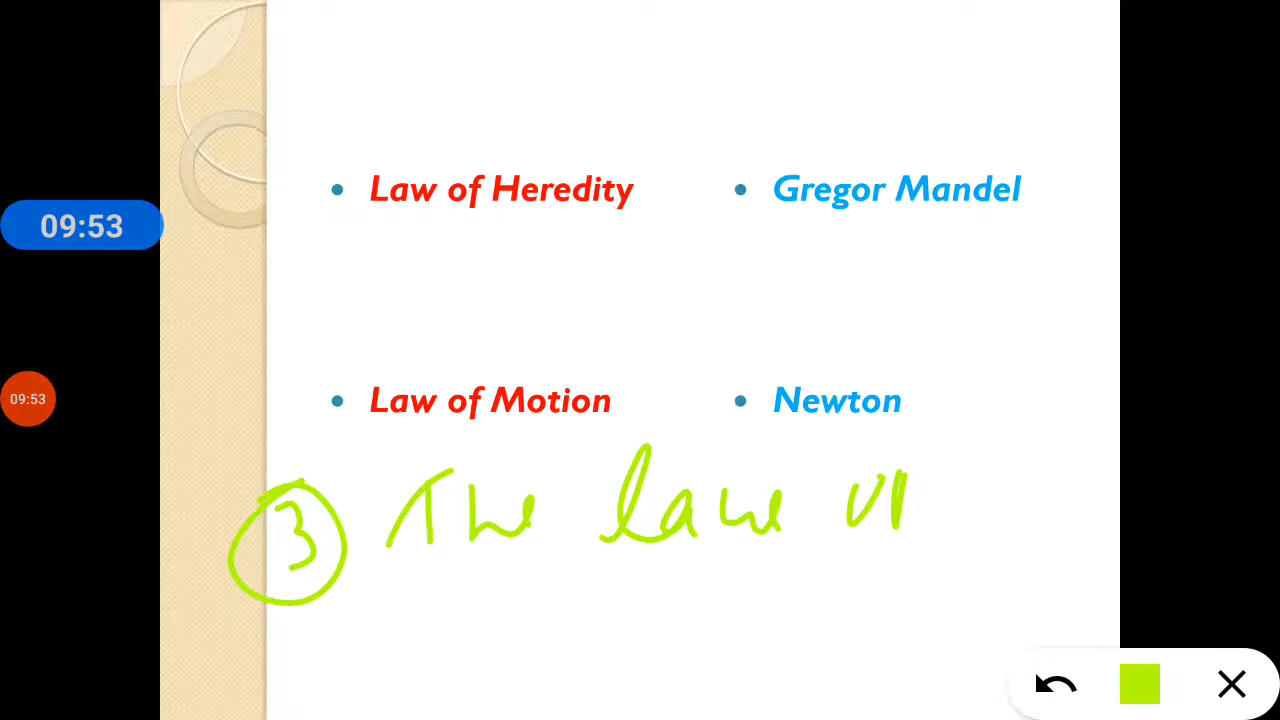 • Law of Heredity • Gregor Mandel
09:53
09:53
• Law of Motion • Newton
3 The law